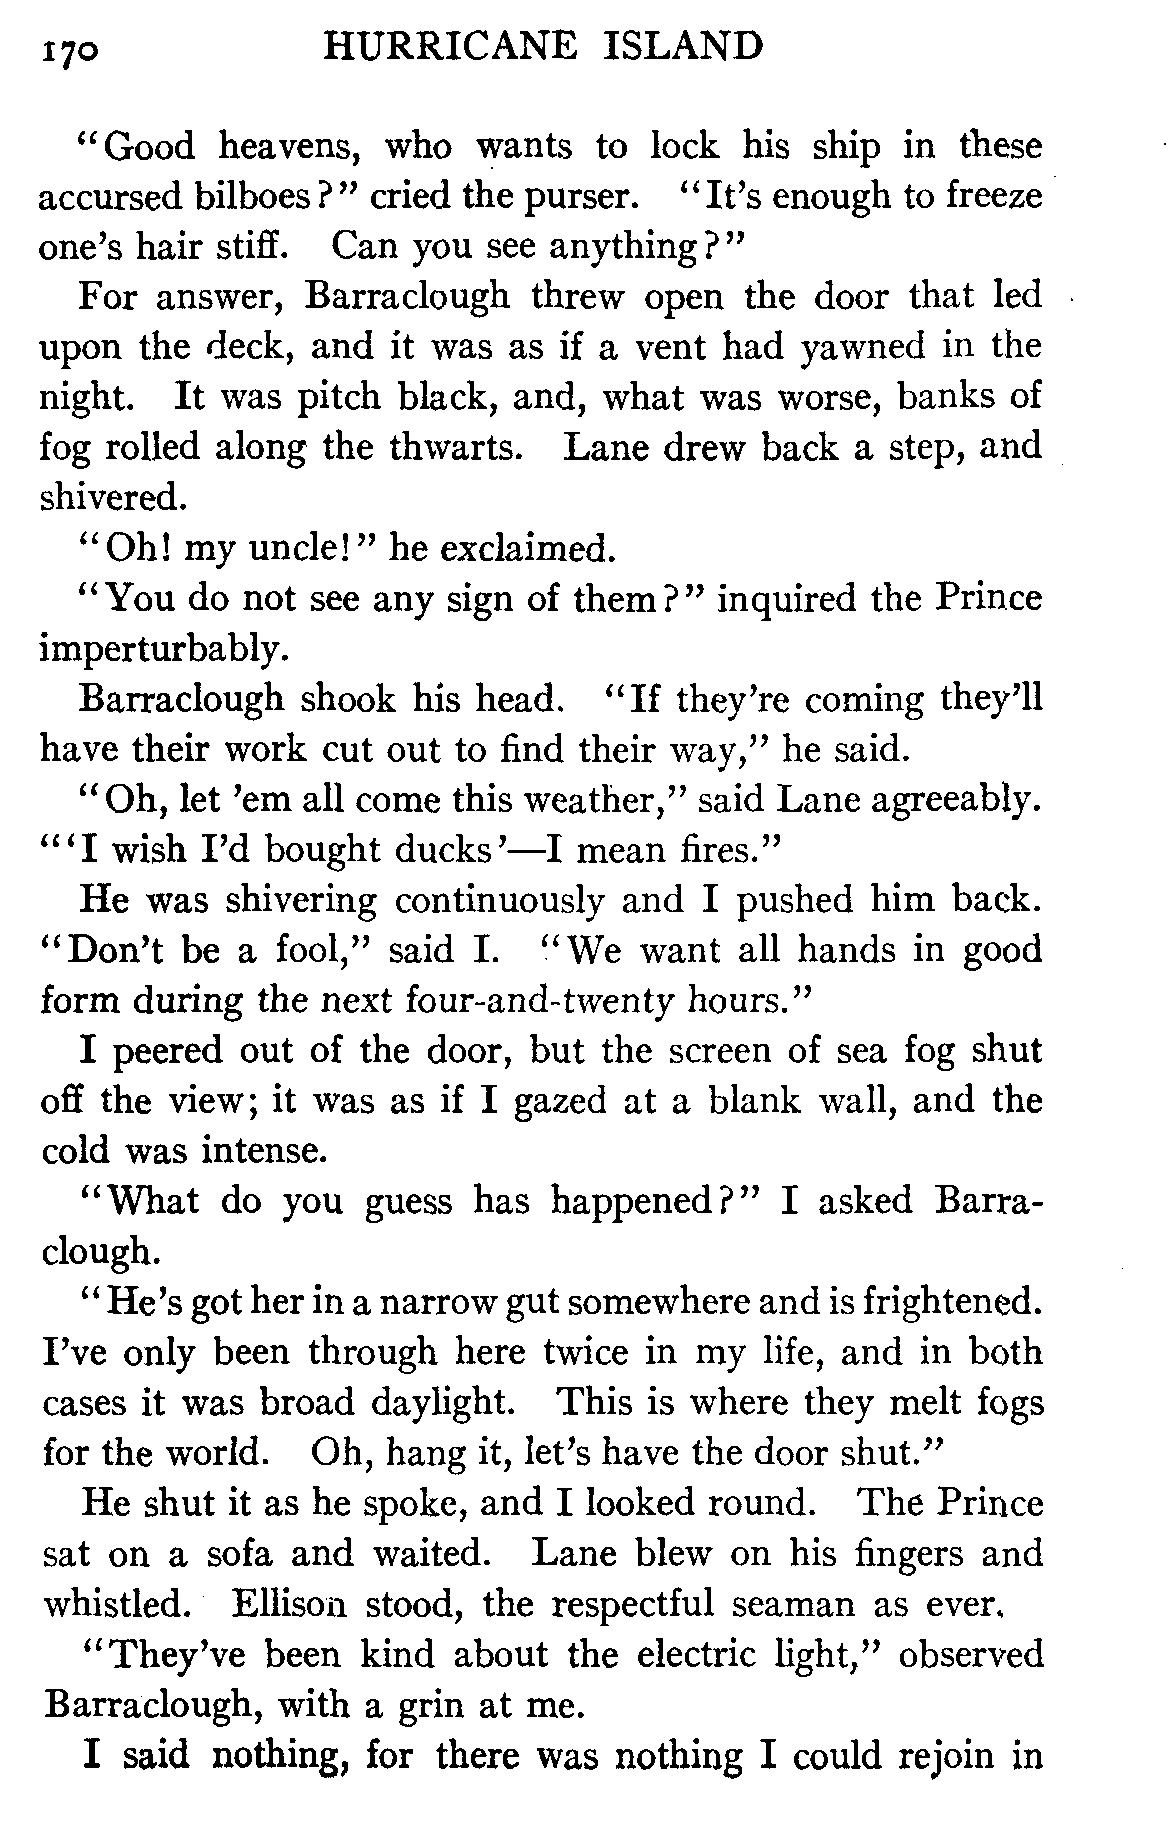 170 HURRICANE ISLAND
"Good heavens, who wants to lock his ship in these
accursed bilboes?" cried the purser. "It's enough to freeze
one's hair stiff. Can you see anything?"
For answer, Barraclough threw open the door that led
upon the deck, and it was as if a vent had yawned in the
night. It was pitch black, and, what was worse, banks of
fog rolled along the thwarts. Lane drew back a step, and
shivered.
"Oh! my uncle!" he exclaimed.
"You do not see any sign of them?" inquired the Prince
imperturbably.
Barraclough shook his head. "If they're coming they'll
have their work cut out to find their way," he said.
"Oh, let 'em all come this weather," said Lane agreeably.
"'I wish I'd bought ducks'—I mean fires."
He was shivering continuously and I pushed him back.
"Don't be a fool," said I. "We want all hands in good
form during the next four-and-twenty hours."
I peered out of the door, but the screen of sea fog shut
off the view; it was as if I gazed at a blank wall, and the
cold was intense.
"What do you guess has happened?" I asked Barra-
clough.
"He's got her in a narrow gut somewhere and is frightened.
I've only been through here twice in my life, and in both
cases it was broad daylight. This is where they melt fogs
for the world. Oh, hang it, let's have the door shut."
He shut it as he spoke, and I looked round. The Prince
sat on a sofa and waited. Lane blew on his fingers and
whistled. Ellison stood, the respectful seaman as ever.
"They've been kind about the electric light," observed
Barraclough, with a grin at me.
I said nothing, for there was nothing I could rejoin in